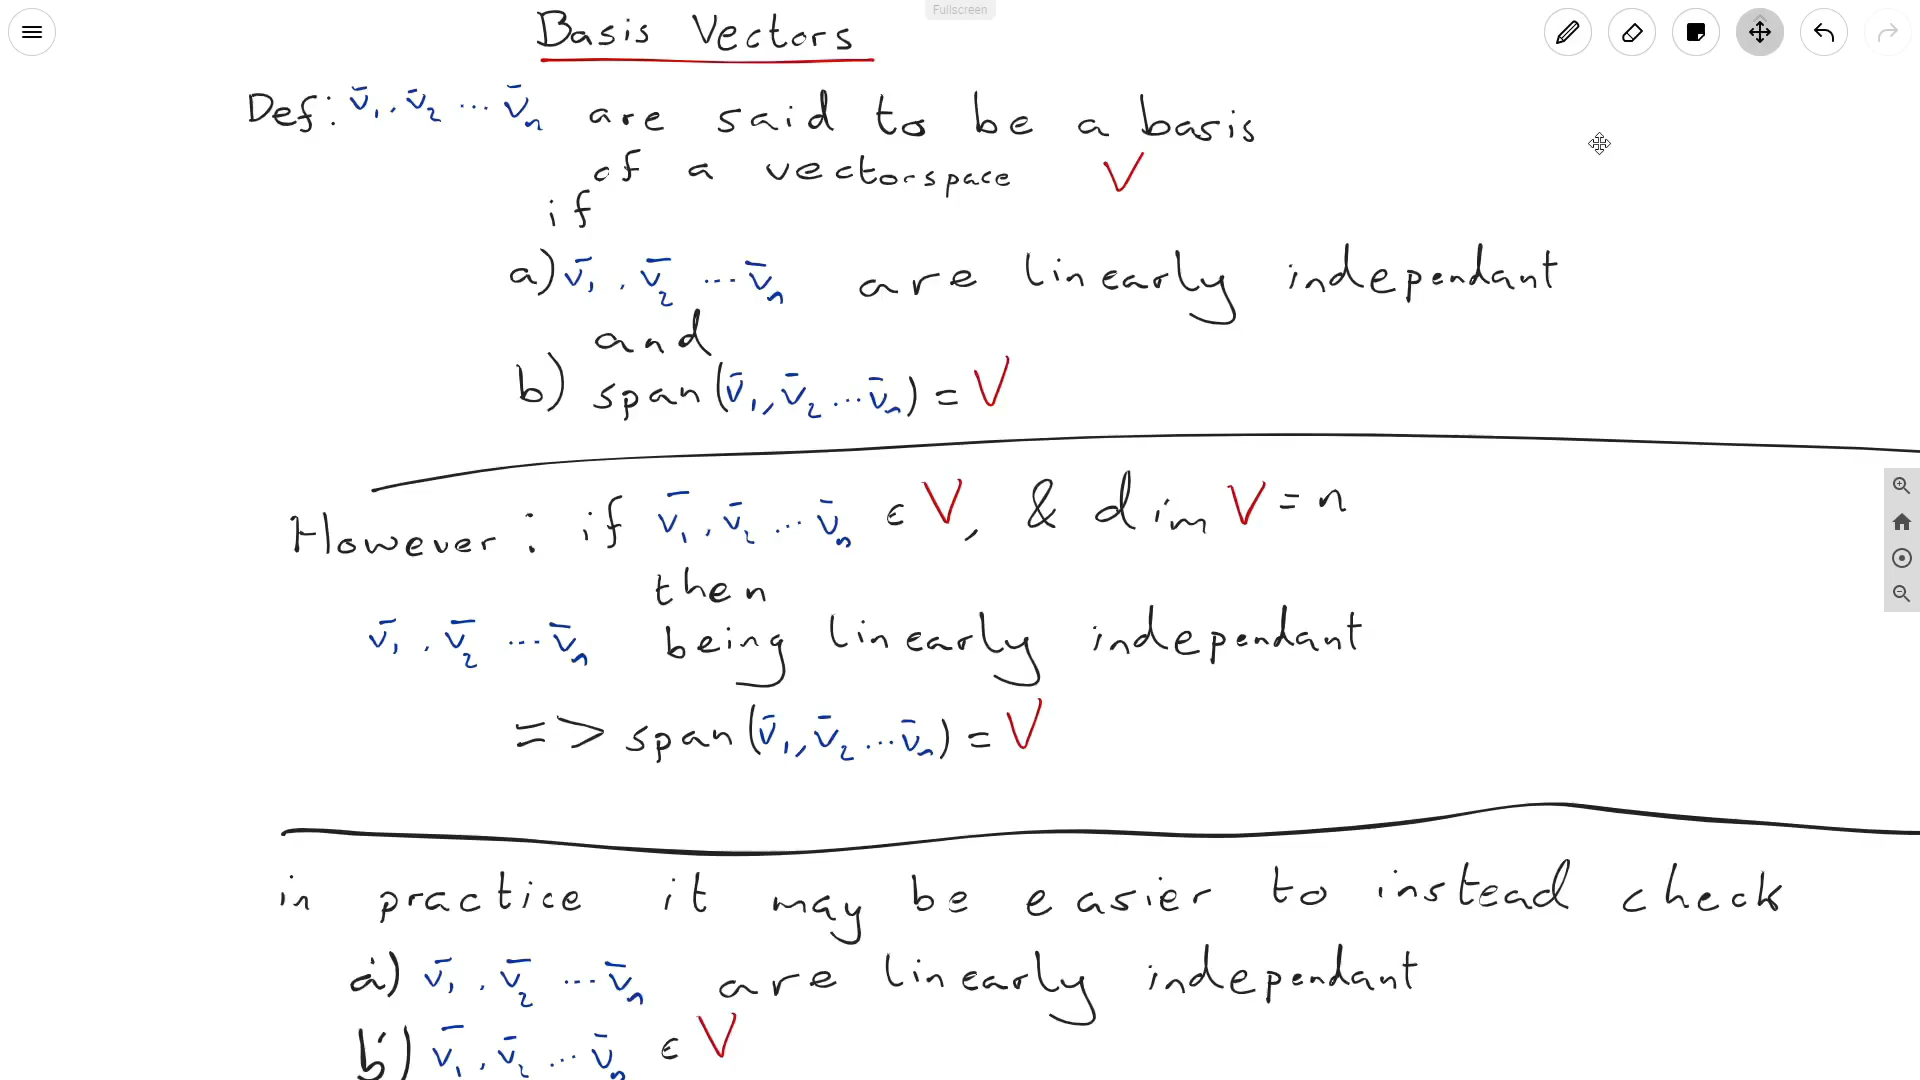 Fullscreen
Basis Vectors
Def: v̄₁, v̄₂ ... v̄ₙ are said to be a basis
of a vectorspace V
if
a) v̄₁, v̄₂ ... v̄ₙ are linearly independant
and
b) span(v̄₁, v̄₂ ... v̄ₙ) = V
However: if v̄₁, v̄₂ ... v̄ₙ ∈ V, & dim V = n
then
v̄₁, v̄₂ ... v̄ₙ being linearly independant
=> span(v̄₁, v̄₂ ... v̄ₙ) = V
in practice it may be easier to instead check
a') v̄₁, v̄₂ ... v̄ₙ are linearly independant
b') v̄₁, v̄₂ ... v̄ₙ ∈ V